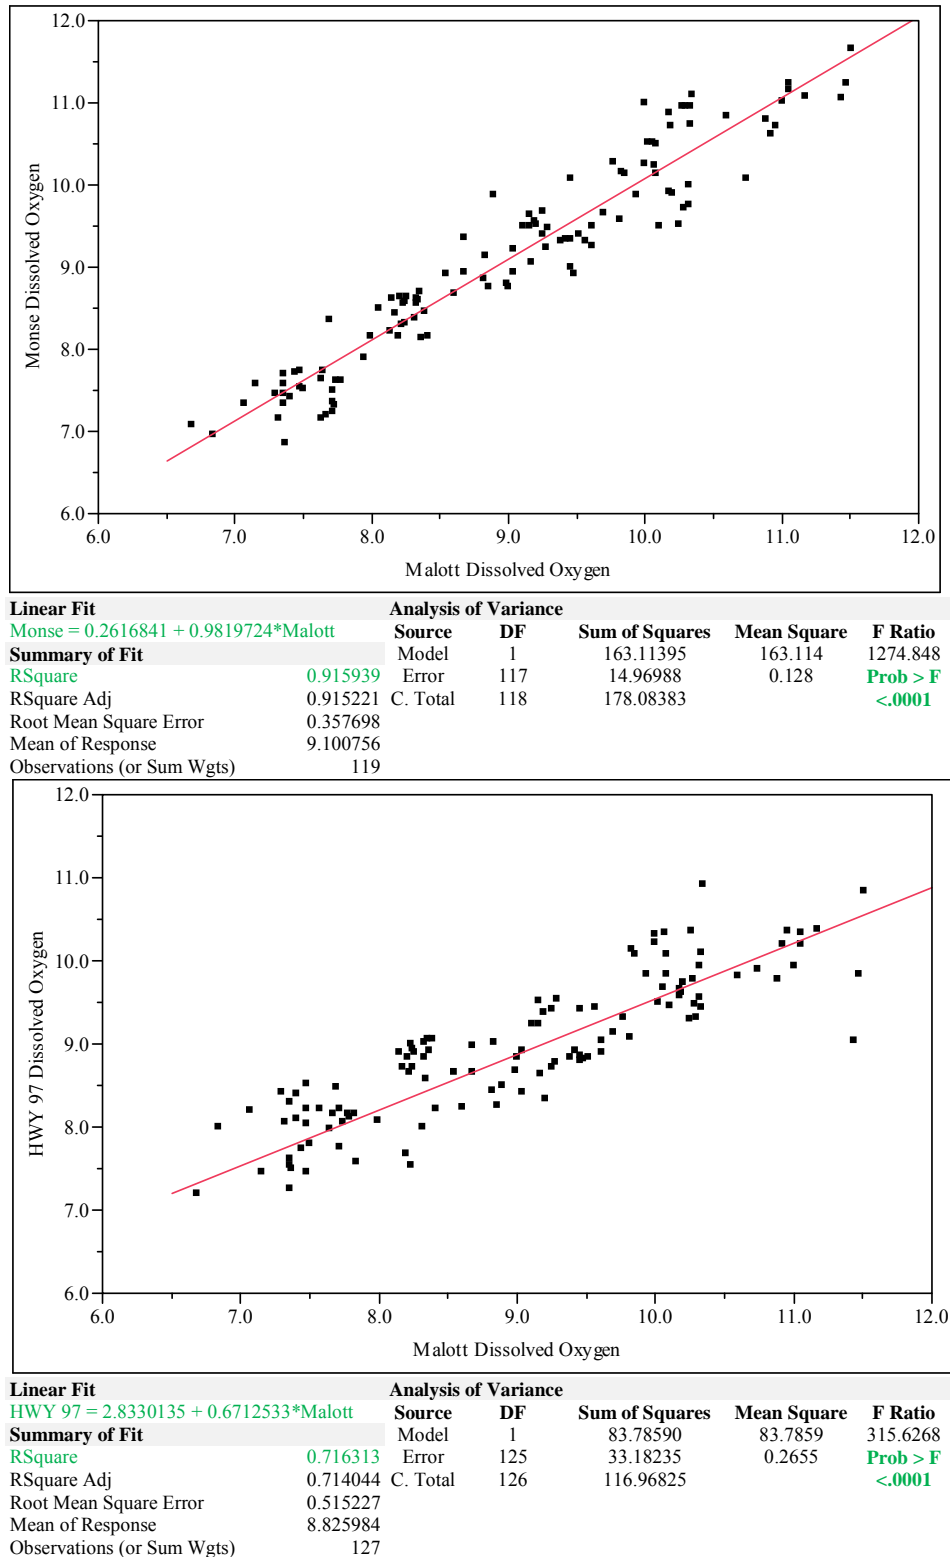 12.0
11.0
10.0
9.0
8.0
7.0
6.0
Monse Dissolved Oxygen
6.0 7.0 8.0 9.0 10.0 11.0 12.0
Malott Dissolved Oxygen
Linear Fit Analysis of Variance
Monse = 0.2616841 + 0.9819724*Malott Source DF Sum of Squares Mean Square F Ratio
Summary of Fit Model 1 163.11395 163.114 1274.848
RSquare 0.915939 Error 117 14.96988 0.128 Prob > F
RSquare Adj 0.915221 C. Total 118 178.08383 <.0001
Root Mean Square Error 0.357698
Mean of Response 9.100756
Observations (or Sum Wgts) 119
12.0
11.0
10.0
9.0
8.0
7.0
6.0
HWY 97 Dissolved Oxygen
6.0 7.0 8.0 9.0 10.0 11.0 12.0
Malott Dissolved Oxygen
Linear Fit Analysis of Variance
HWY 97 = 2.8330135 + 0.6712533*Malott Source DF Sum of Squares Mean Square F Ratio
Summary of Fit Model 1 83.78590 83.7859 315.6268
RSquare 0.716313 Error 125 33.18235 0.2655 Prob > F
RSquare Adj 0.714044 C. Total 126 116.96825 <.0001
Root Mean Square Error 0.515227
Mean of Response 8.825984
Observations (or Sum Wgts) 127